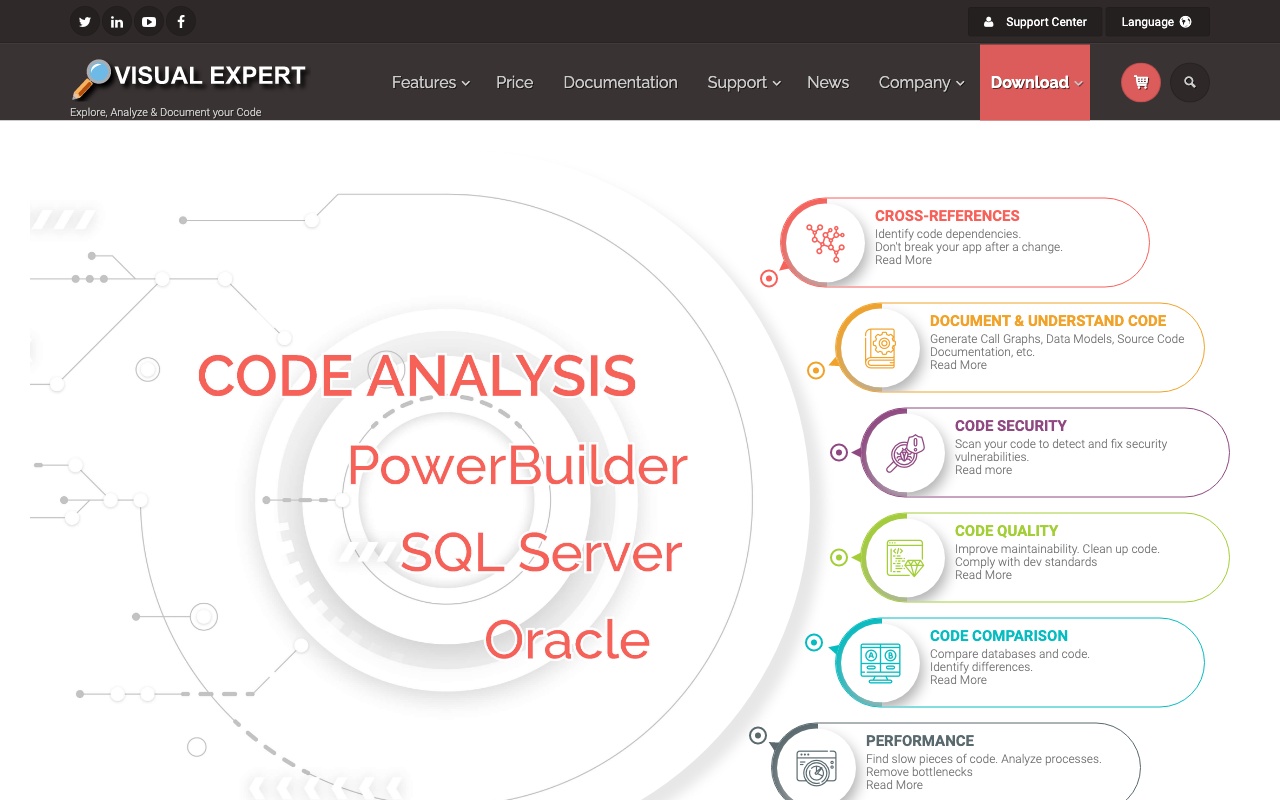 Support Center
Language
VISUAL EXPERT
Explore, Analyze & Document your Code
Features
Price
Documentation
Support
News
Company
Download
CODE ANALYSIS
PowerBuilder
SQL Server
Oracle
CROSS-REFERENCES
Identify code dependencies.
Don't break your app after a change.
Read More
DOCUMENT & UNDERSTAND CODE
Generate Call Graphs, Data Models, Source Code
Documentation, etc.
Read More
CODE SECURITY
Scan your code to detect and fix security
vulnerabilities.
Read more
CODE QUALITY
Improve maintainability. Clean up code.
Comply with dev standards
Read More
CODE COMPARISON
A B
Compare databases and code.
Identify differences.
Read More
PERFORMANCE
Find slow pieces of code. Analyze processes.
Remove bottlenecks
Read More